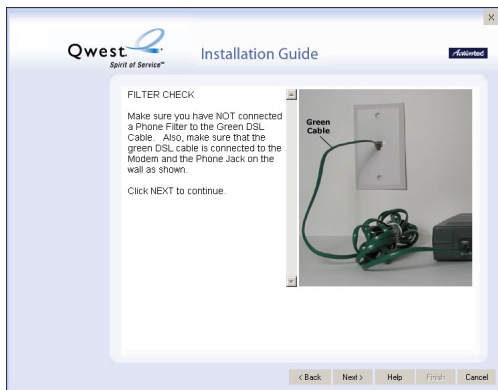 X
Qwest.
Spirit of Service™
Installation Guide
Actiontec
FILTER CHECK
Make sure you have NOT connected
a Phone Filter to the Green DSL
Cable. Also, make sure that the
green DSL cable is connected to the
Modem and the Phone Jack on the
wall as shown.
Click NEXT to continue.
Green
Cable
< Back Next > Help Finish Cancel